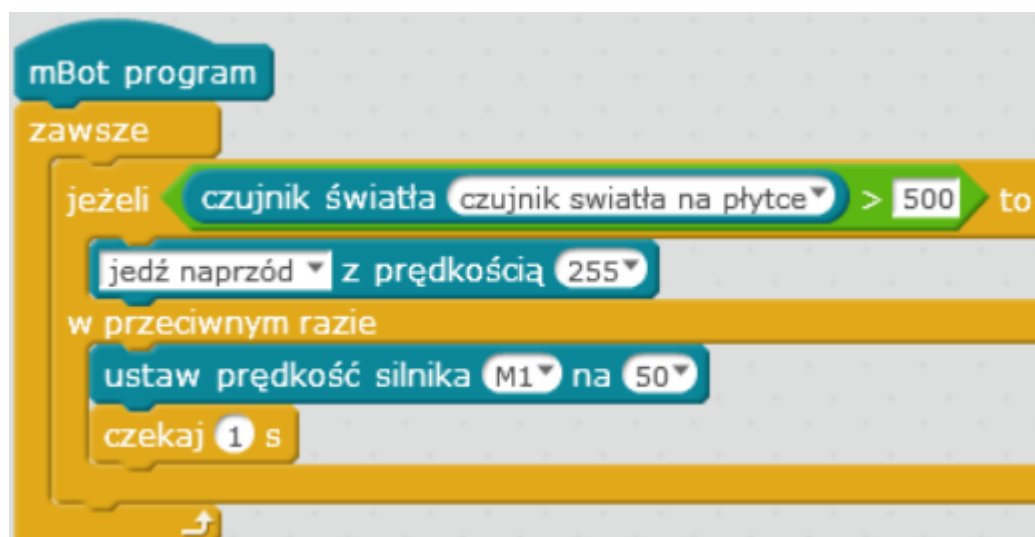 mBot program
zawsze
jeżeli czujnik światła czujnik swiatła na płytce > 500 to
jedź naprzód z prędkością 255
w przeciwnym razie
ustaw prędkość silnika M1 na 50
czekaj 1 s